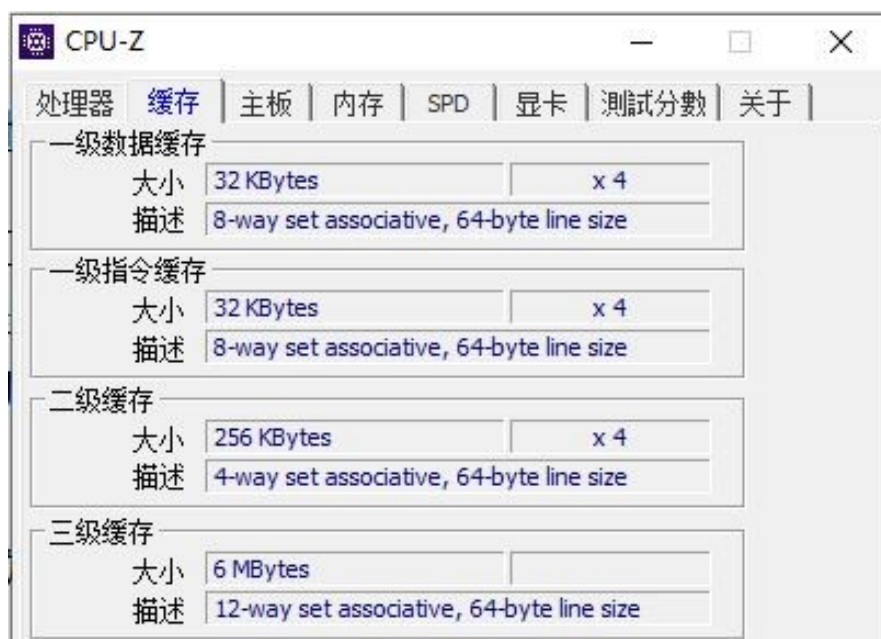 CPU-Z
处理器 缓存 主板 内存 SPD 显卡 測試分數 关于
一级数据缓存
大小 32 KBytes x 4
描述 8-way set associative, 64-byte line size
一级指令缓存
大小 32 KBytes x 4
描述 8-way set associative, 64-byte line size
二级缓存
大小 256 KBytes x 4
描述 4-way set associative, 64-byte line size
三级缓存
大小 6 MBytes
描述 12-way set associative, 64-byte line size